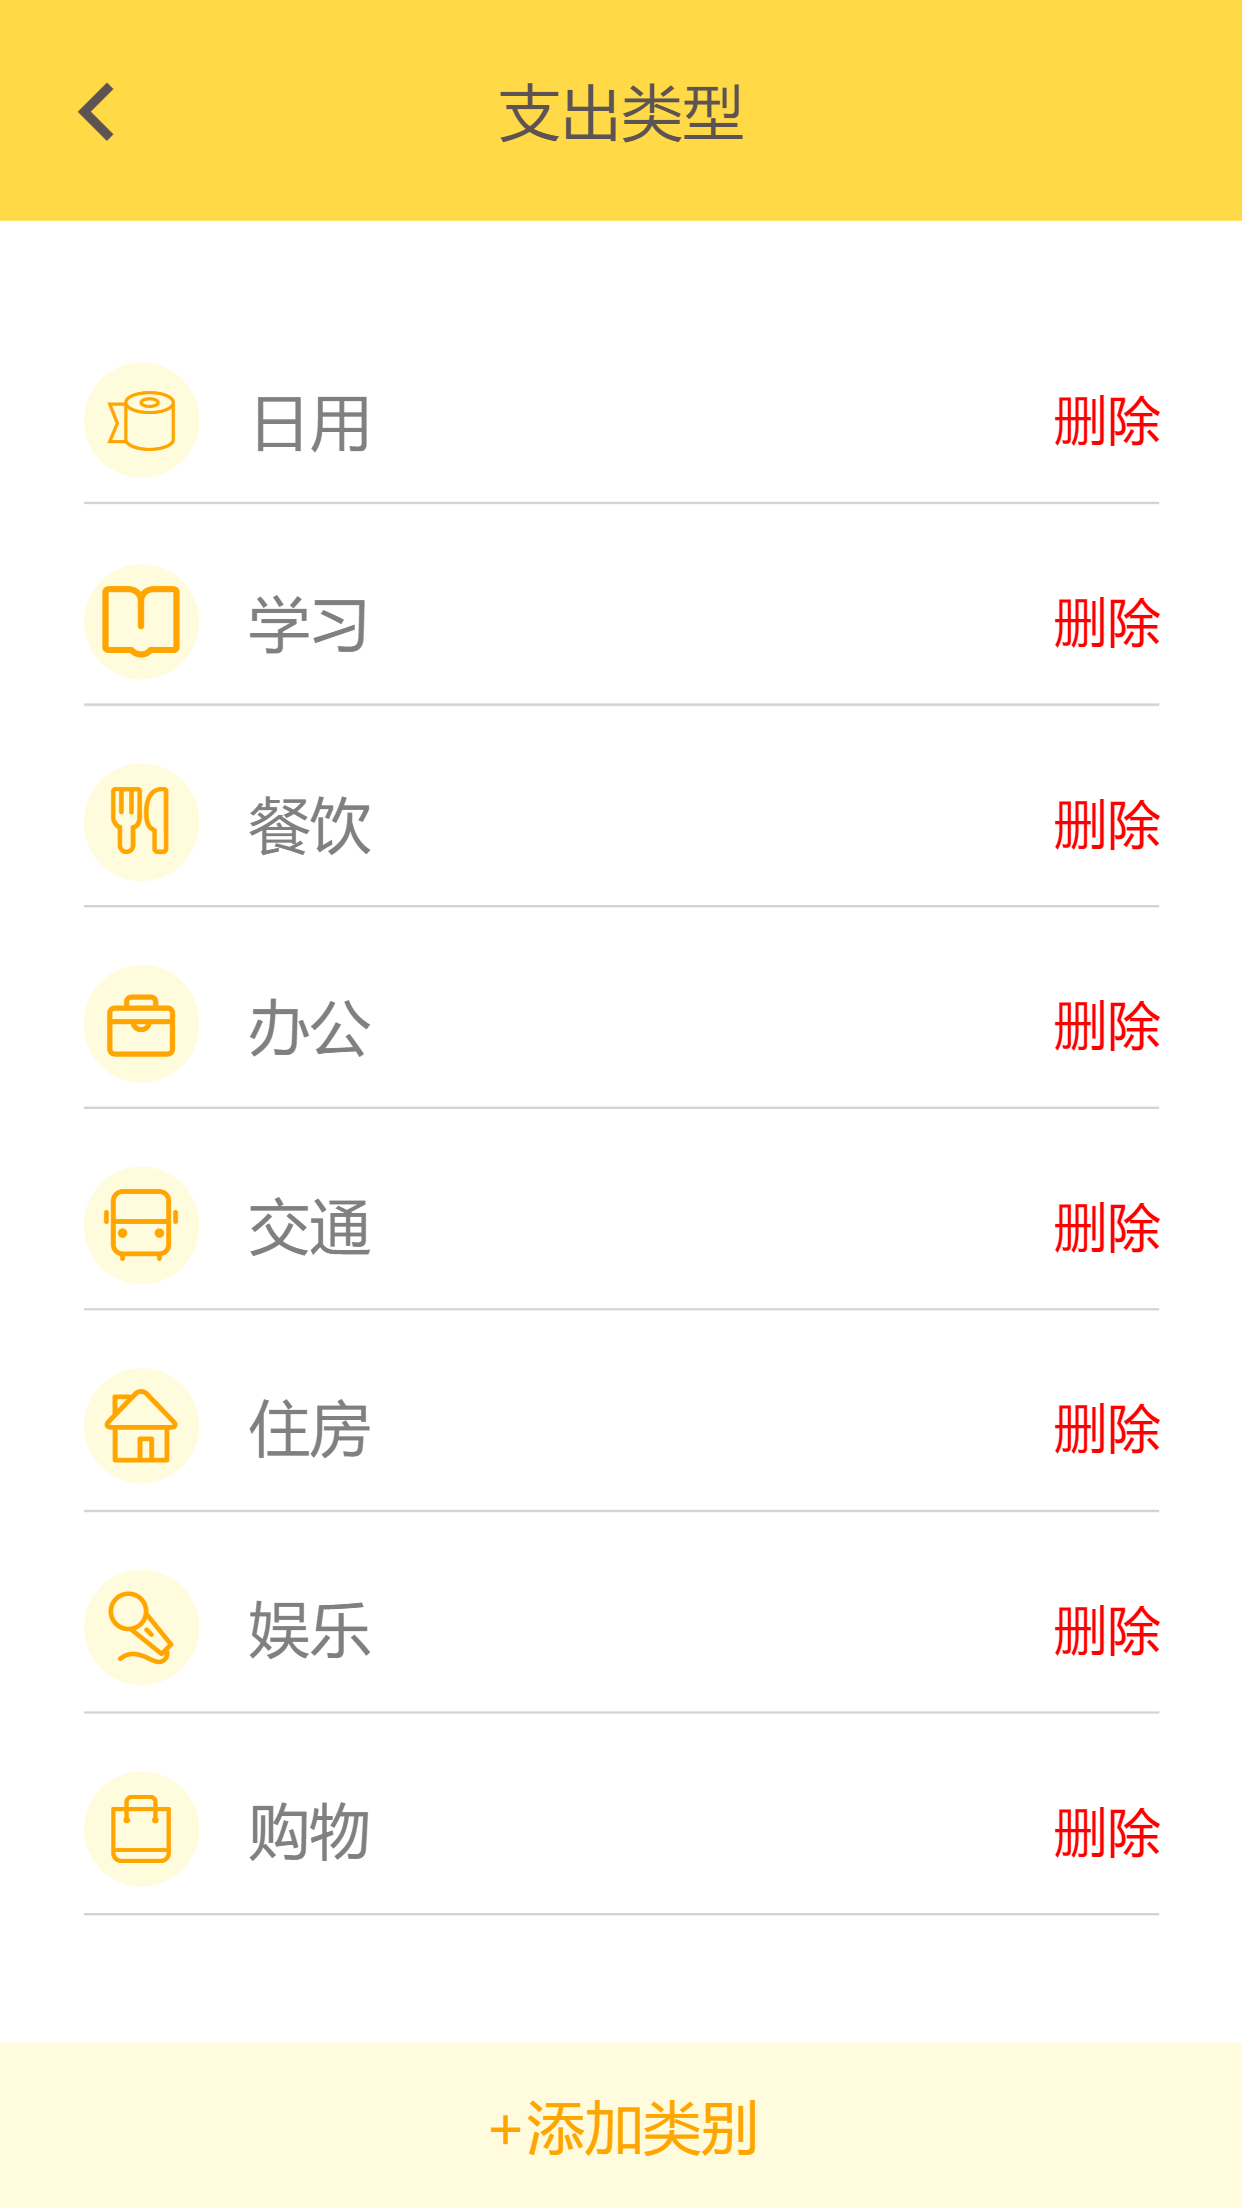 支出类型
日用 删除
学习 删除
餐饮 删除
办公 删除
交通 删除
住房 删除
娱乐 删除
购物 删除
+添加类别